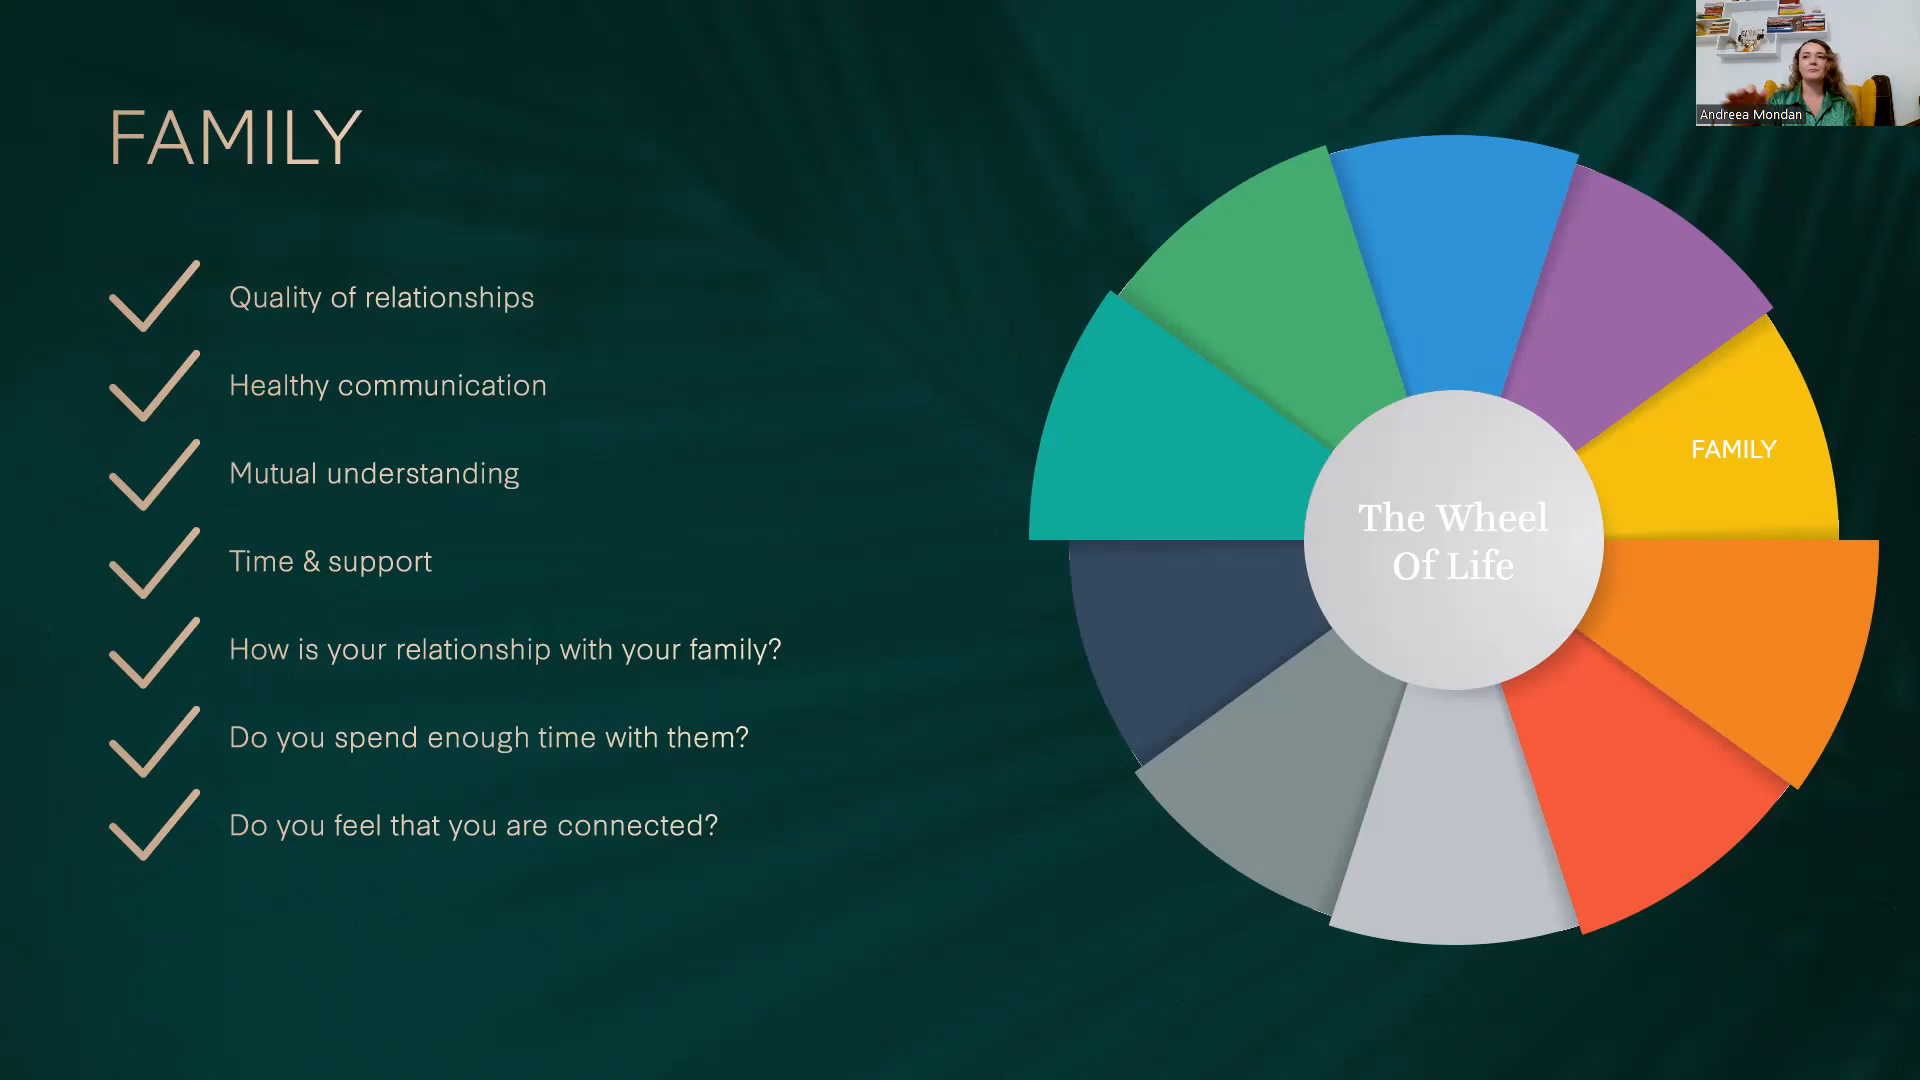 FAMILY
Quality of relationships
Healthy communication
Mutual understanding
Time & support
How is your relationship with your family?
Do you spend enough time with them?
Do you feel that you are connected?
Andreea Mondan
FAMILY
The Wheel
Of Life